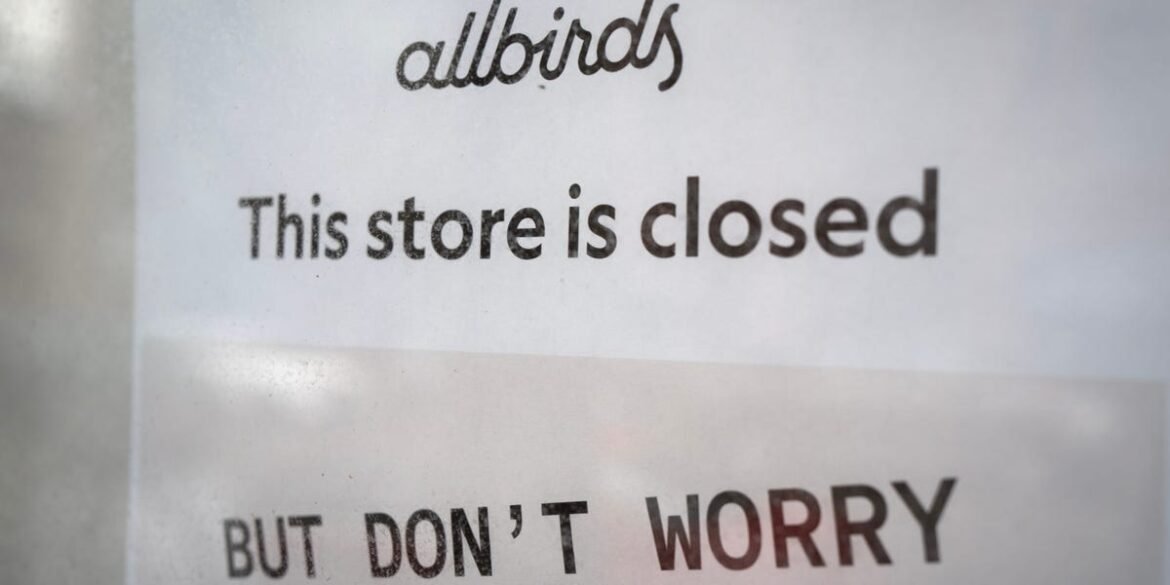 allbirds
This store is closed
BUT DON'T WORRY